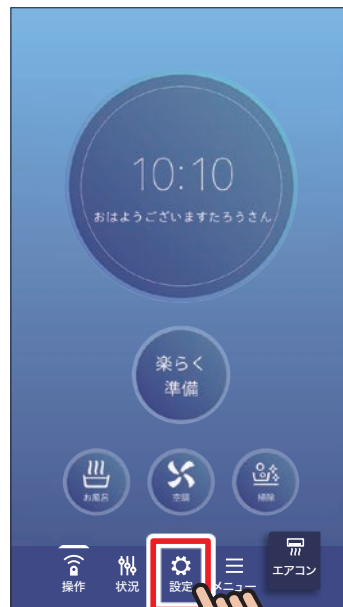 10:10
おはようございますたろうさん
楽らく
準備
お風呂
空調
掃除
操作
状況
設定
メニュー
エアコン